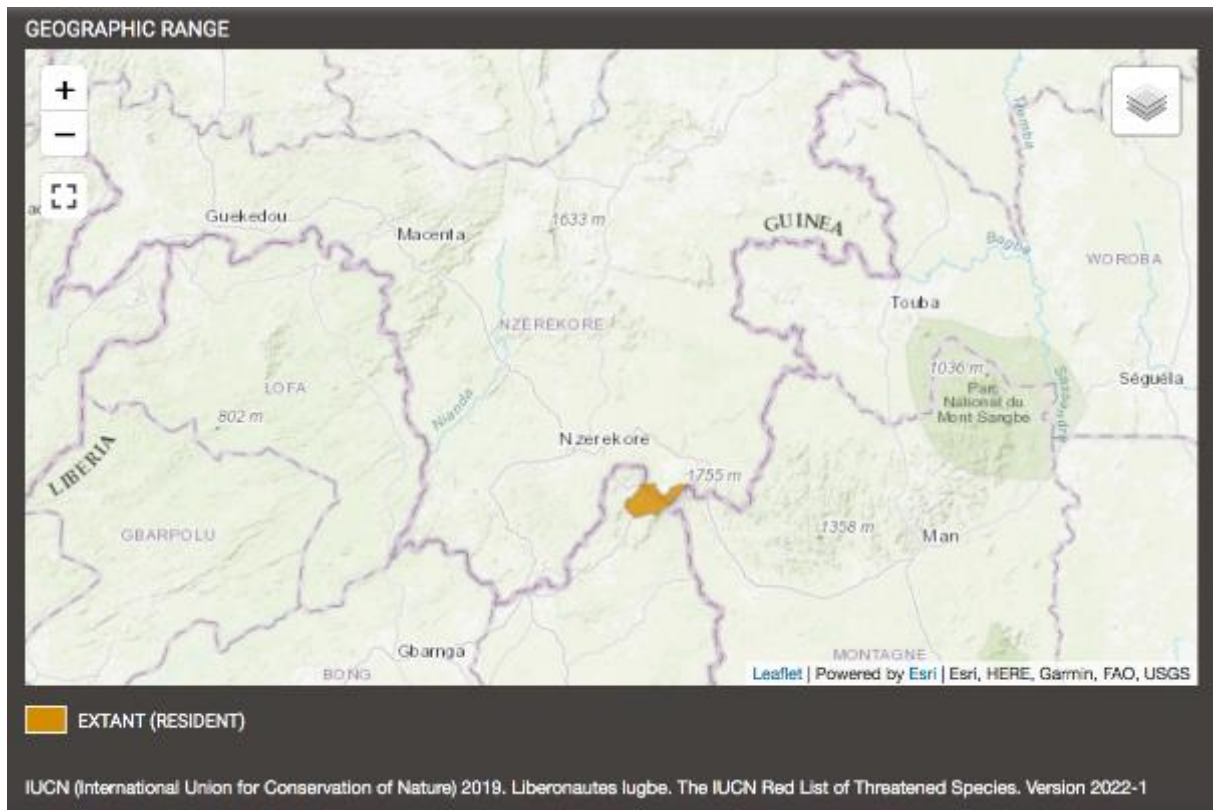 GEOGRAPHIC RANGE
+
−
Guekedou
Macenta
1633 m
GUINEA
Bagba
WOROBA
Touba
NZEREKORE
1036 m
Parc
National du
Mont Sangbe
Séguéla
LOFA
802 m
Nianda
LIBERIA
Nzerekore
1755 m
1358 m
Man
GBARPOLU
Gbarnga
BONG
MONTAGNE
Leaflet | Powered by Esri | Esri, HERE, Garmin, FAO, USGS
EXTANT (RESIDENT)
IUCN (International Union for Conservation of Nature) 2019. Liberonautes lugbe. The IUCN Red List of Threatened Species. Version 2022-1